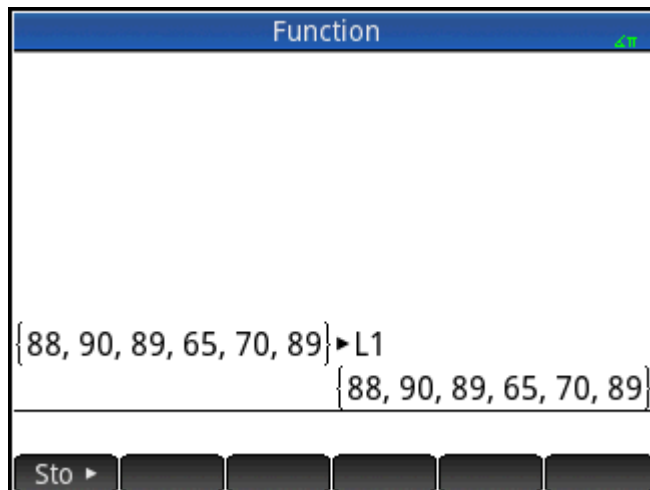 Function
∡π
{88, 90, 89, 65, 70, 89}►L1
{88, 90, 89, 65, 70, 89}
Sto ►